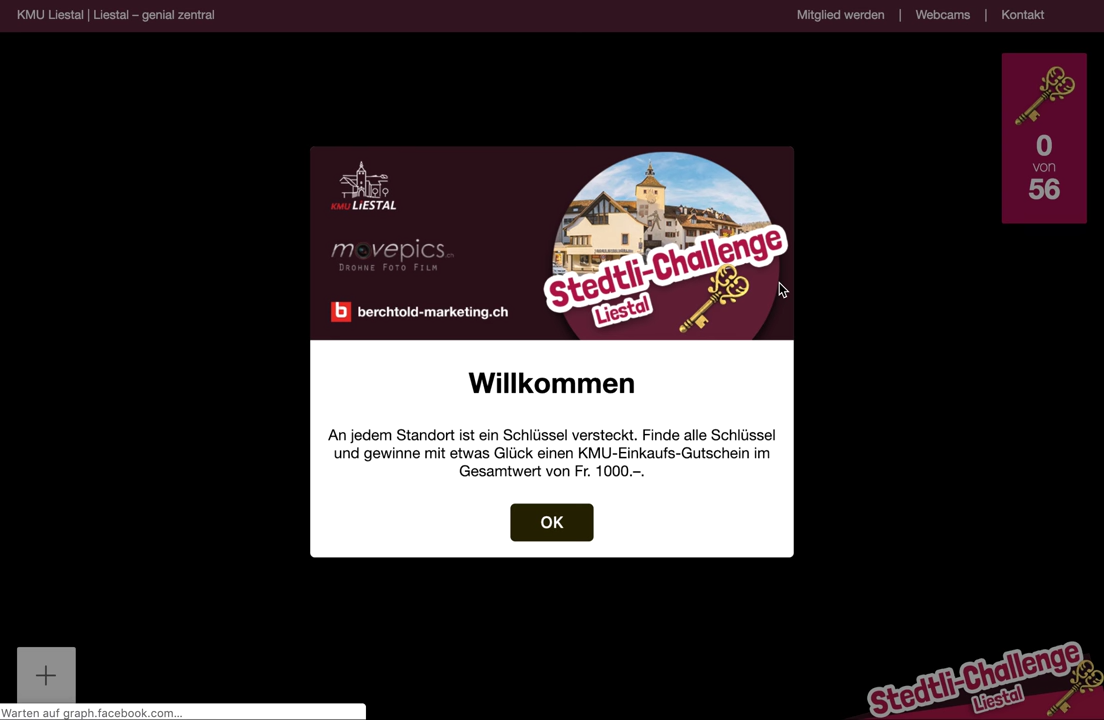 KMU Liestal | Liestal – genial zentral
Mitglied werden | Webcams | Kontakt
0
von
56
KMU LIESTAL
movepics.ch
DROHNE FOTO FILM
b berchtold-marketing.ch
Stedtli-Challenge
Liestal
Willkommen
An jedem Standort ist ein Schlüssel versteckt. Finde alle Schlüssel
und gewinne mit etwas Glück einen KMU-Einkaufs-Gutschein im
Gesamtwert von Fr. 1000.–.
OK
Stedtli-Challenge
Liestal
Warten auf graph.facebook.com...